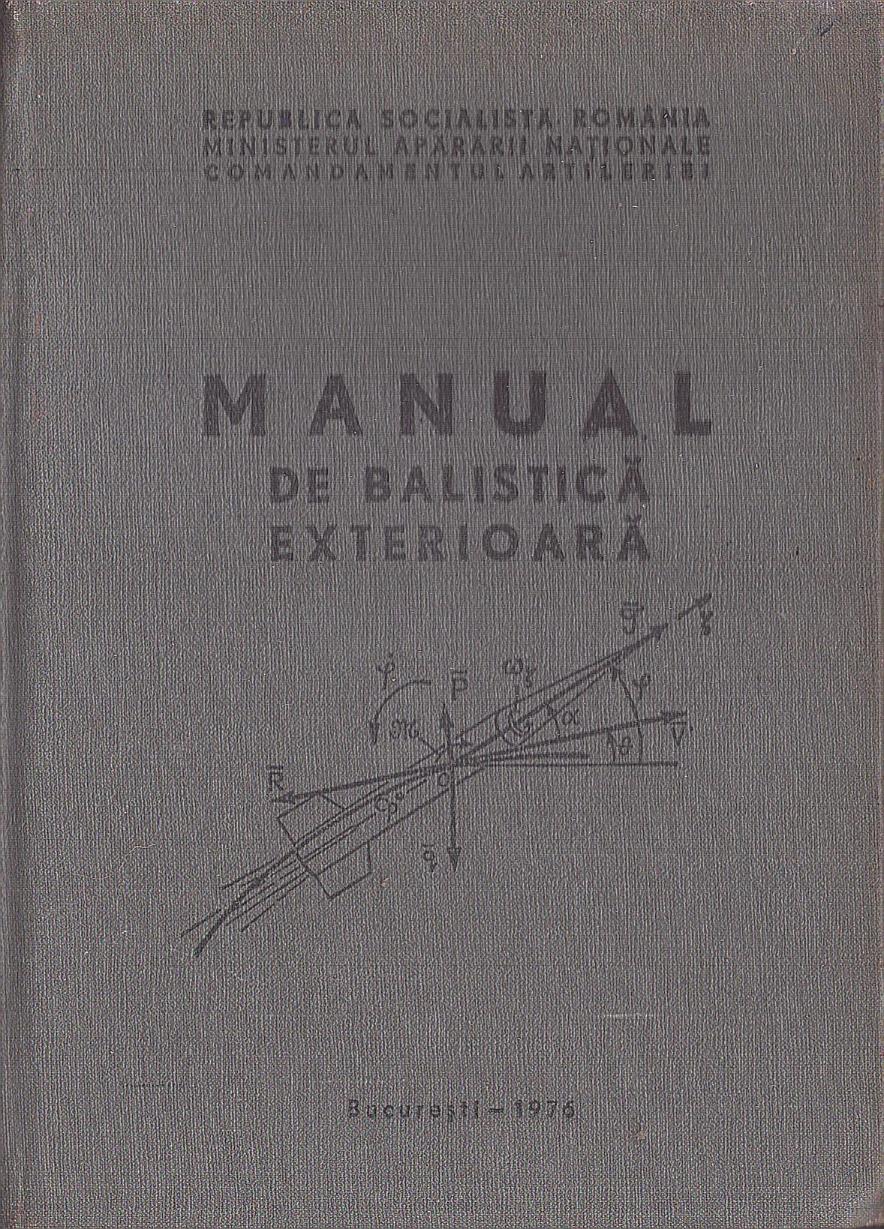 REPUBLICA SOCIALISTĂ ROMÂNIA
MINISTERUL APĂRĂRII NAȚIONALE
COMANDAMENTUL ARTILERIEI
MANUAL
DE BALISTICĂ
EXTERIOARĂ
φ̇
P̄
ω
α
φ
V̄
θ
R̄
O
q̄
București – 1976